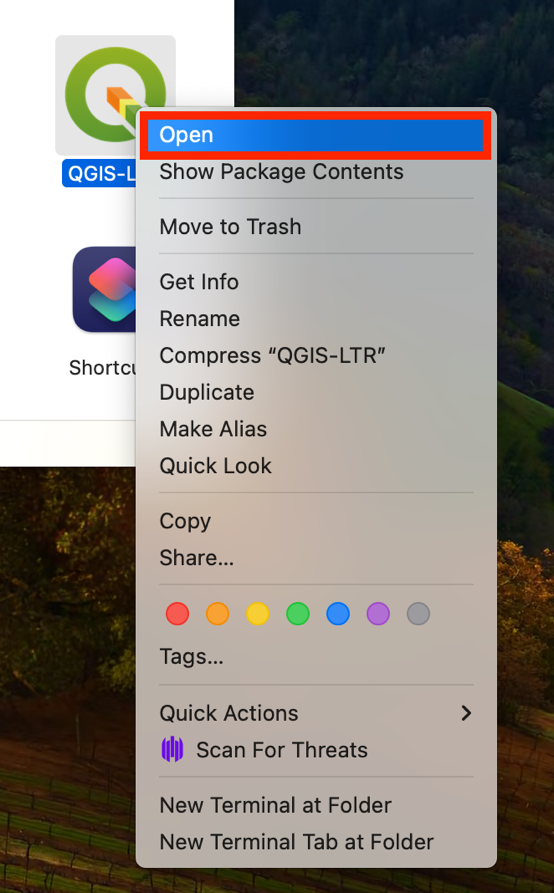 Open
QGIS-L
Show Package Contents
Move to Trash
Get Info
Rename
Shortcu
Compress “QGIS-LTR”
Duplicate
Make Alias
Quick Look
Copy
Share...
Tags...
Quick Actions
Scan For Threats
New Terminal at Folder
New Terminal Tab at Folder